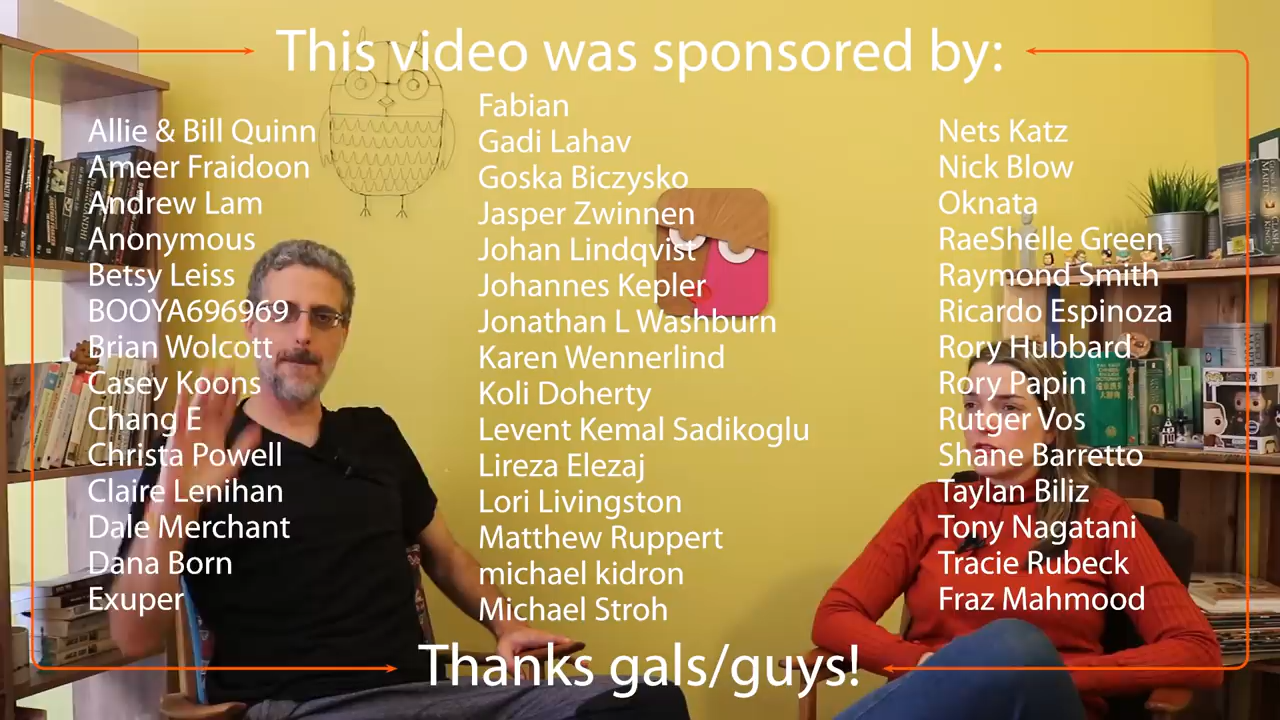 This video was sponsored by:
Allie & Bill Quinn
Ameer Fraidoon
Andrew Lam
Anonymous
Betsy Leiss
BOOYA696969
Brian Wolcott
Casey Koons
Chang E
Christa Powell
Claire Lenihan
Dale Merchant
Dana Born
Exuper
Fabian
Gadi Lahav
Goska Biczysko
Jasper Zwinnen
Johan Lindqvist
Johannes Kepler
Jonathan L Washburn
Karen Wennerlind
Koli Doherty
Levent Kemal Sadikoglu
Lireza Elezaj
Lori Livingston
Matthew Ruppert
michael kidron
Michael Stroh
Nets Katz
Nick Blow
Oknata
RaeShelle Green
Raymond Smith
Ricardo Espinoza
Rory Hubbard
Rory Papin
Rutger Vos
Shane Barretto
Taylan Biliz
Tony Nagatani
Tracie Rubeck
Fraz Mahmood
Thanks gals/guys!